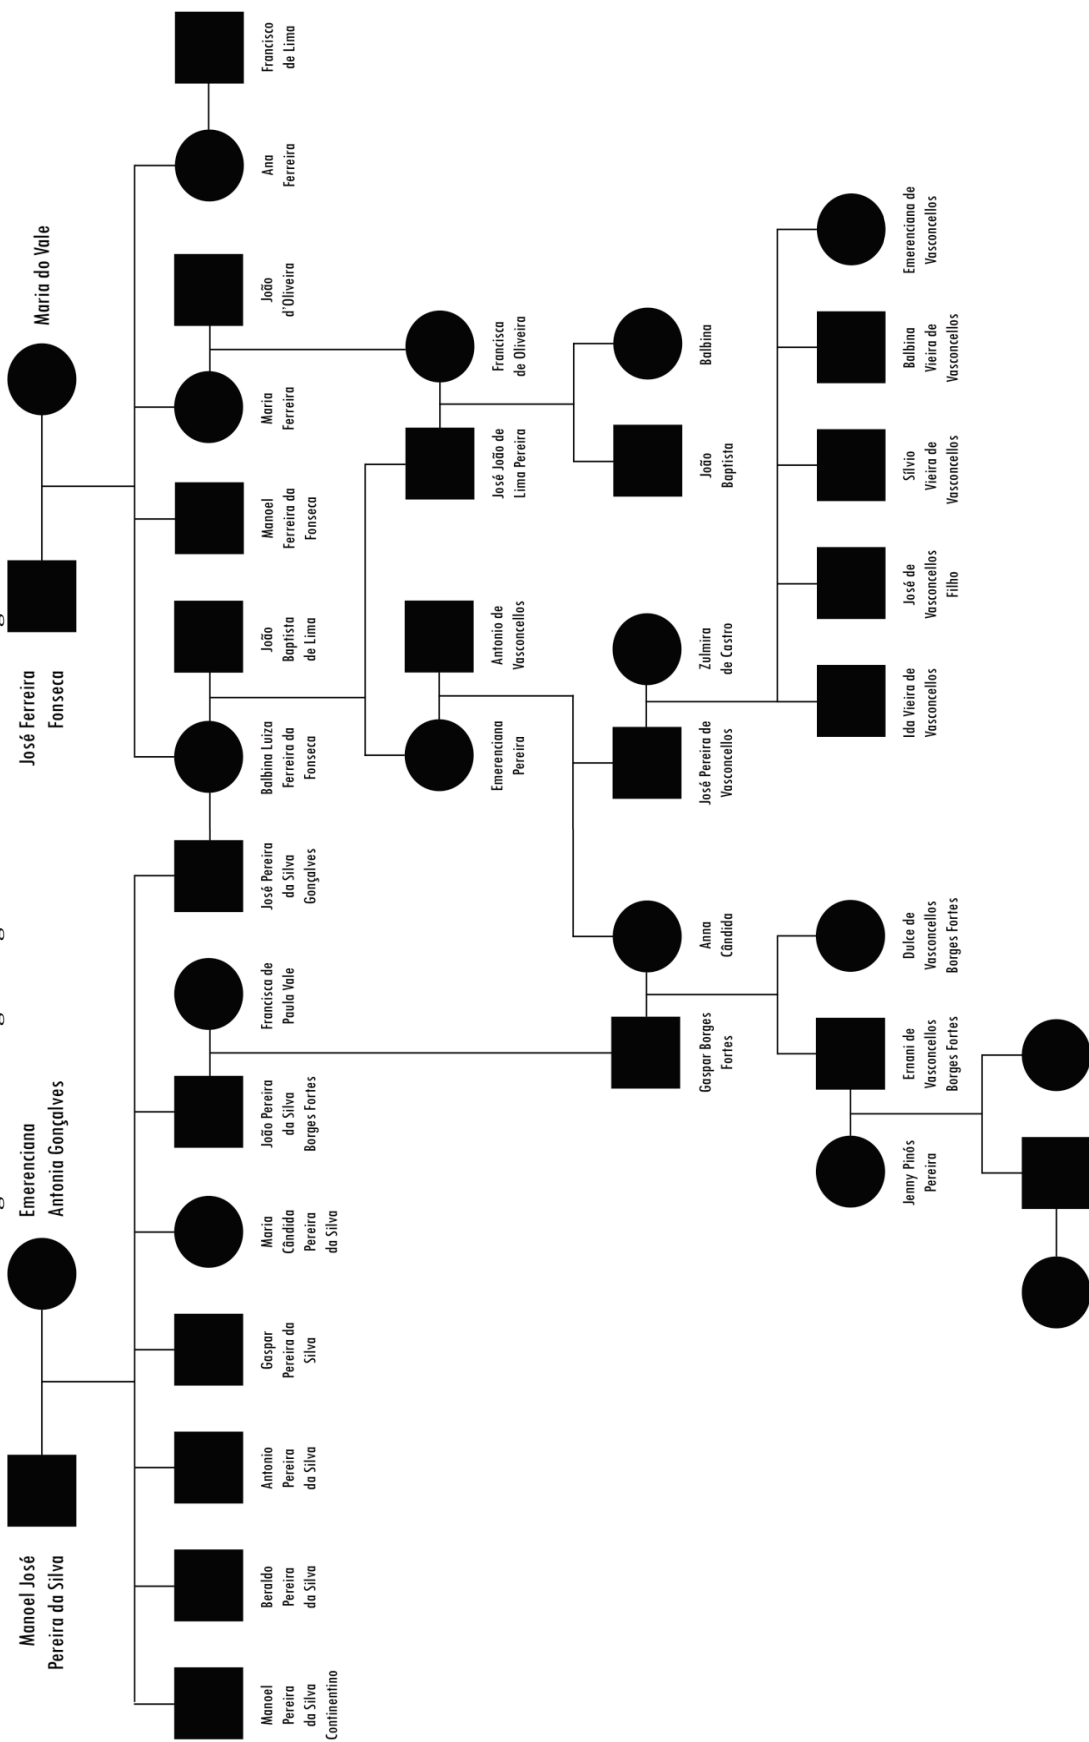 Manoel José
Pereira da Silva
Emerenciana
Antonia Gonçalves
José Ferreira
Fonseca
Maria do Vale
Manoel
Pereira
da Silva
Continentino
Beraldo
Pereira
da Silva
Antonio
Pereira
da Silva
Gaspar
Pereira da
Silva
Maria
Cândida
Pereira
da Silva
João Pereira
da Silva
Borges Fortes
Francisca de
Paula Vale
José Pereira
da Silva
Gonçalves
Balbina Luiza
Ferreira da
Fonseca
João
Baptista
de Lima
Manoel
Ferreira da
Fonseca
Maria
Ferreira
João
d'Oliveira
Ana
Ferreira
Francisco
de Lima
Emerenciana
Pereira
Antonio de
Vasconcellos
José João de
Lima Pereira
Francisca
de Oliveira
Gaspar Borges
Fortes
Anna
Cândida
José Pereira de
Vasconcellos
Zulmira
de Castro
João
Baptista
Balbina
Jenny Pinós
Pereira
Ernani de
Vasconcellos
Borges Fortes
Dulce de
Vasconcellos
Borges Fortes
Ida Vieira de
Vasconcellos
José de
Vasconcellos
Filho
Sílvio
Vieira de
Vasconcellos
Balbina
Vieira de
Vasconcellos
Emerenciana de
Vasconcellos